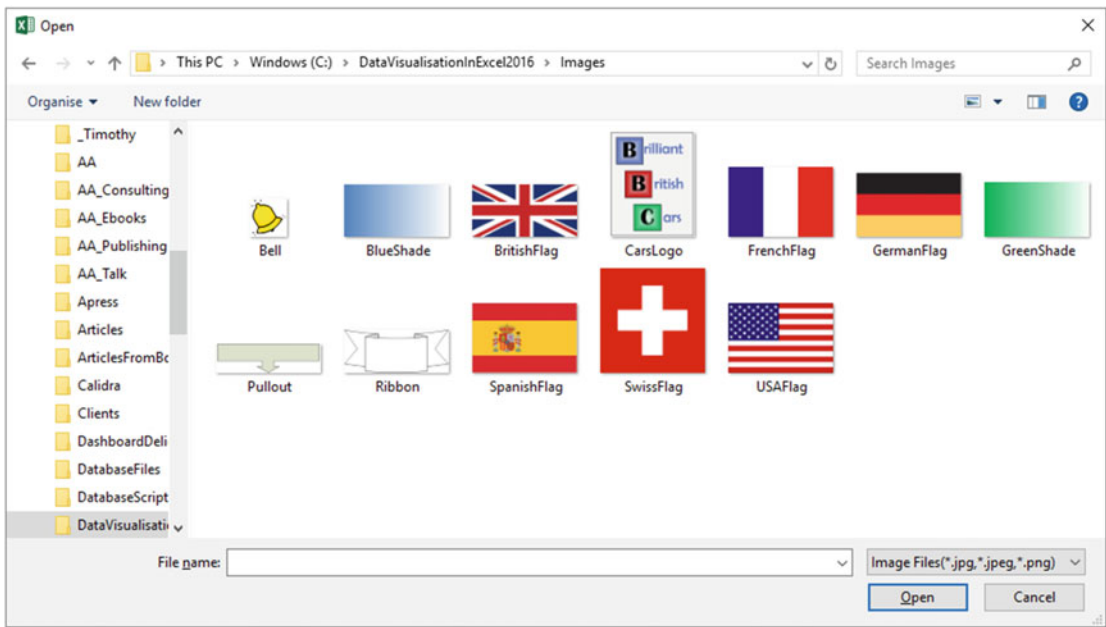 Open
This PC > Windows (C:) > DataVisualisationInExcel2016 > Images
Search Images
Organise
New folder
_Timothy
AA
AA_Consulting
AA_Ebooks
AA_Publishing
AA_Talk
Apress
Articles
ArticlesFromBo
Calidra
Clients
DashboardDeli
DatabaseFiles
DatabaseScript
DataVisualisati
Brilliant
British
Cars
Bell
BlueShade
BritishFlag
CarsLogo
FrenchFlag
GermanFlag
GreenShade
Pullout
Ribbon
SpanishFlag
SwissFlag
USAFlag
File name:
Image Files(*.jpg,*.jpeg,*.png)
Open
Cancel